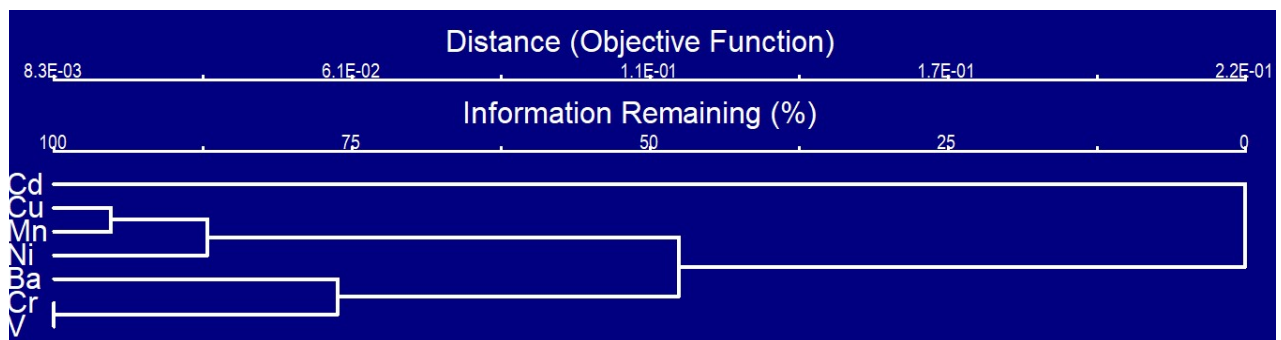 Distance (Objective Function)
8.3E-03 6.1E-02 1.1E-01 1.7E-01 2.2E-01
Information Remaining (%)
100 75 50 25 0
Cd
Cu
Mn
Ni
Ba
Cr
V